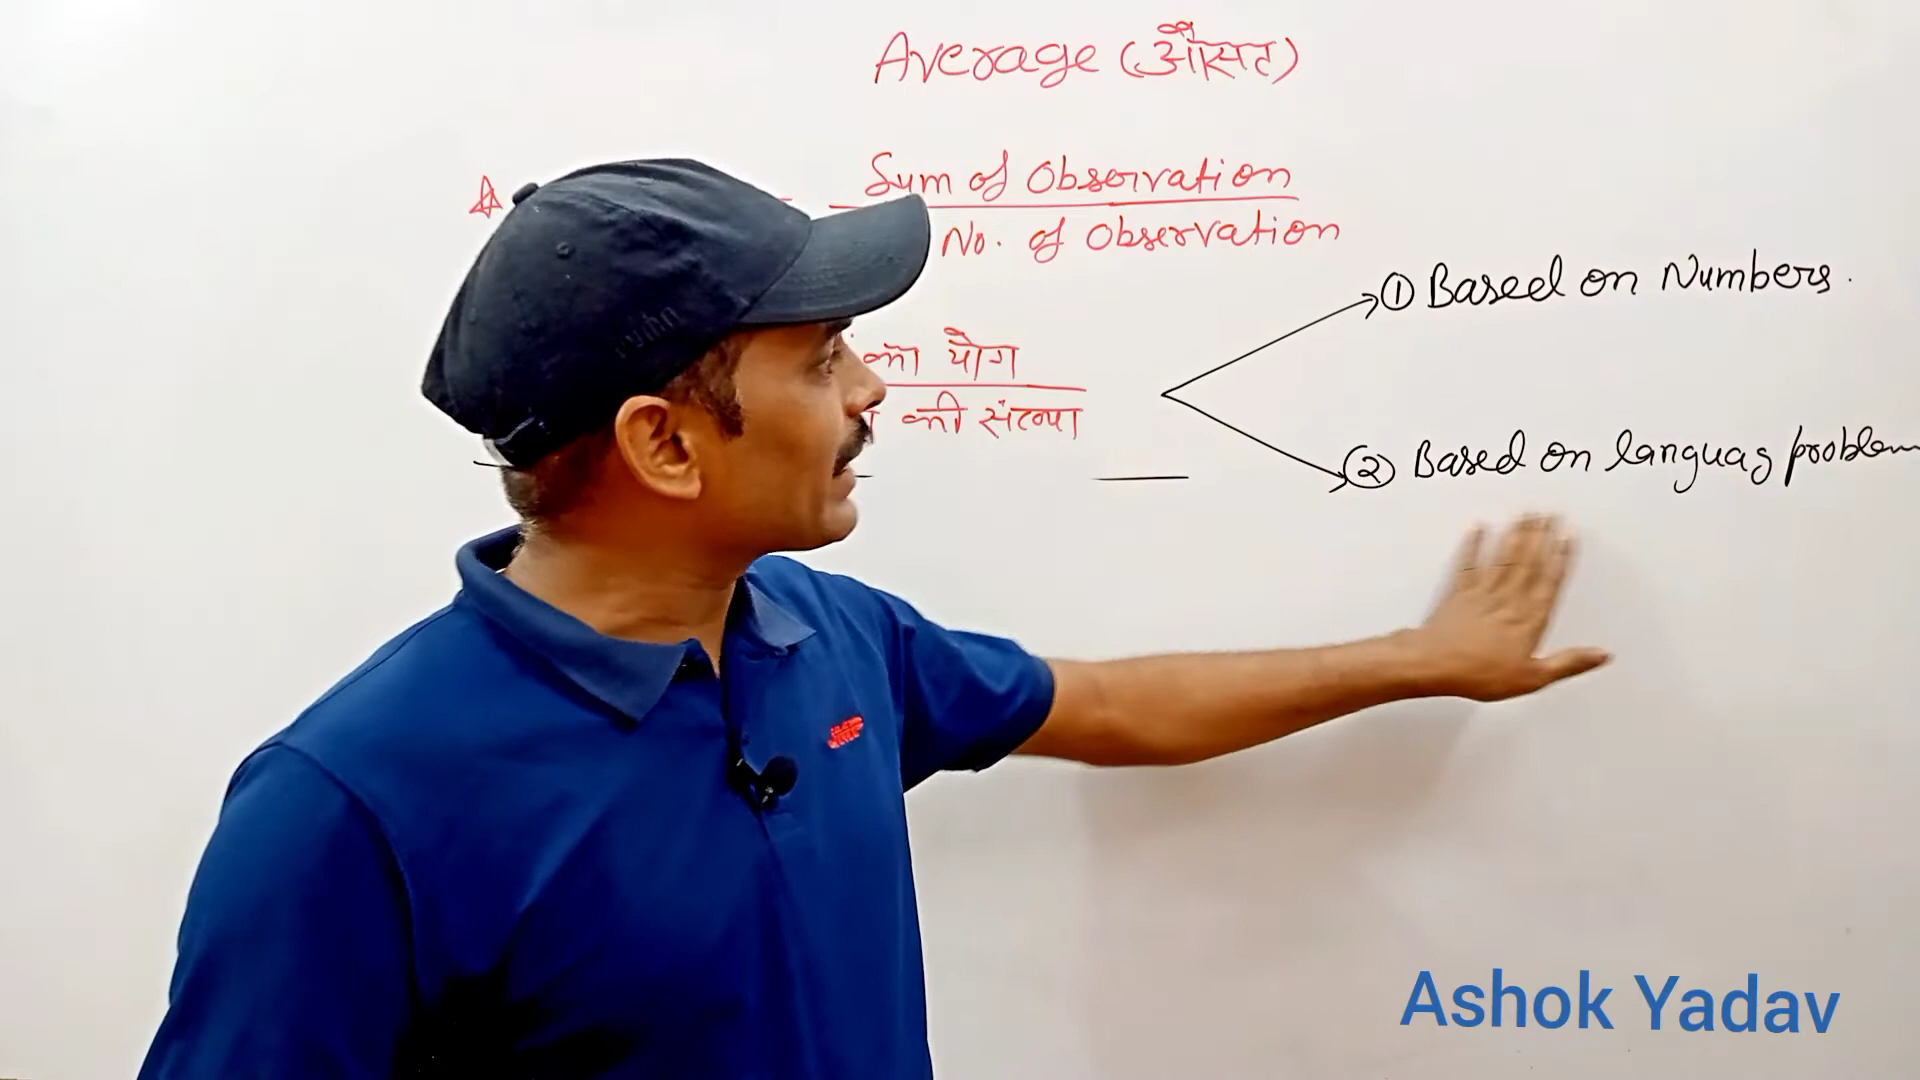 Average (औसत)
Sum of Observation
No. of Observation
का योग
की संख्या
① Based on Numbers.
② Based on languag problem
Ashok Yadav